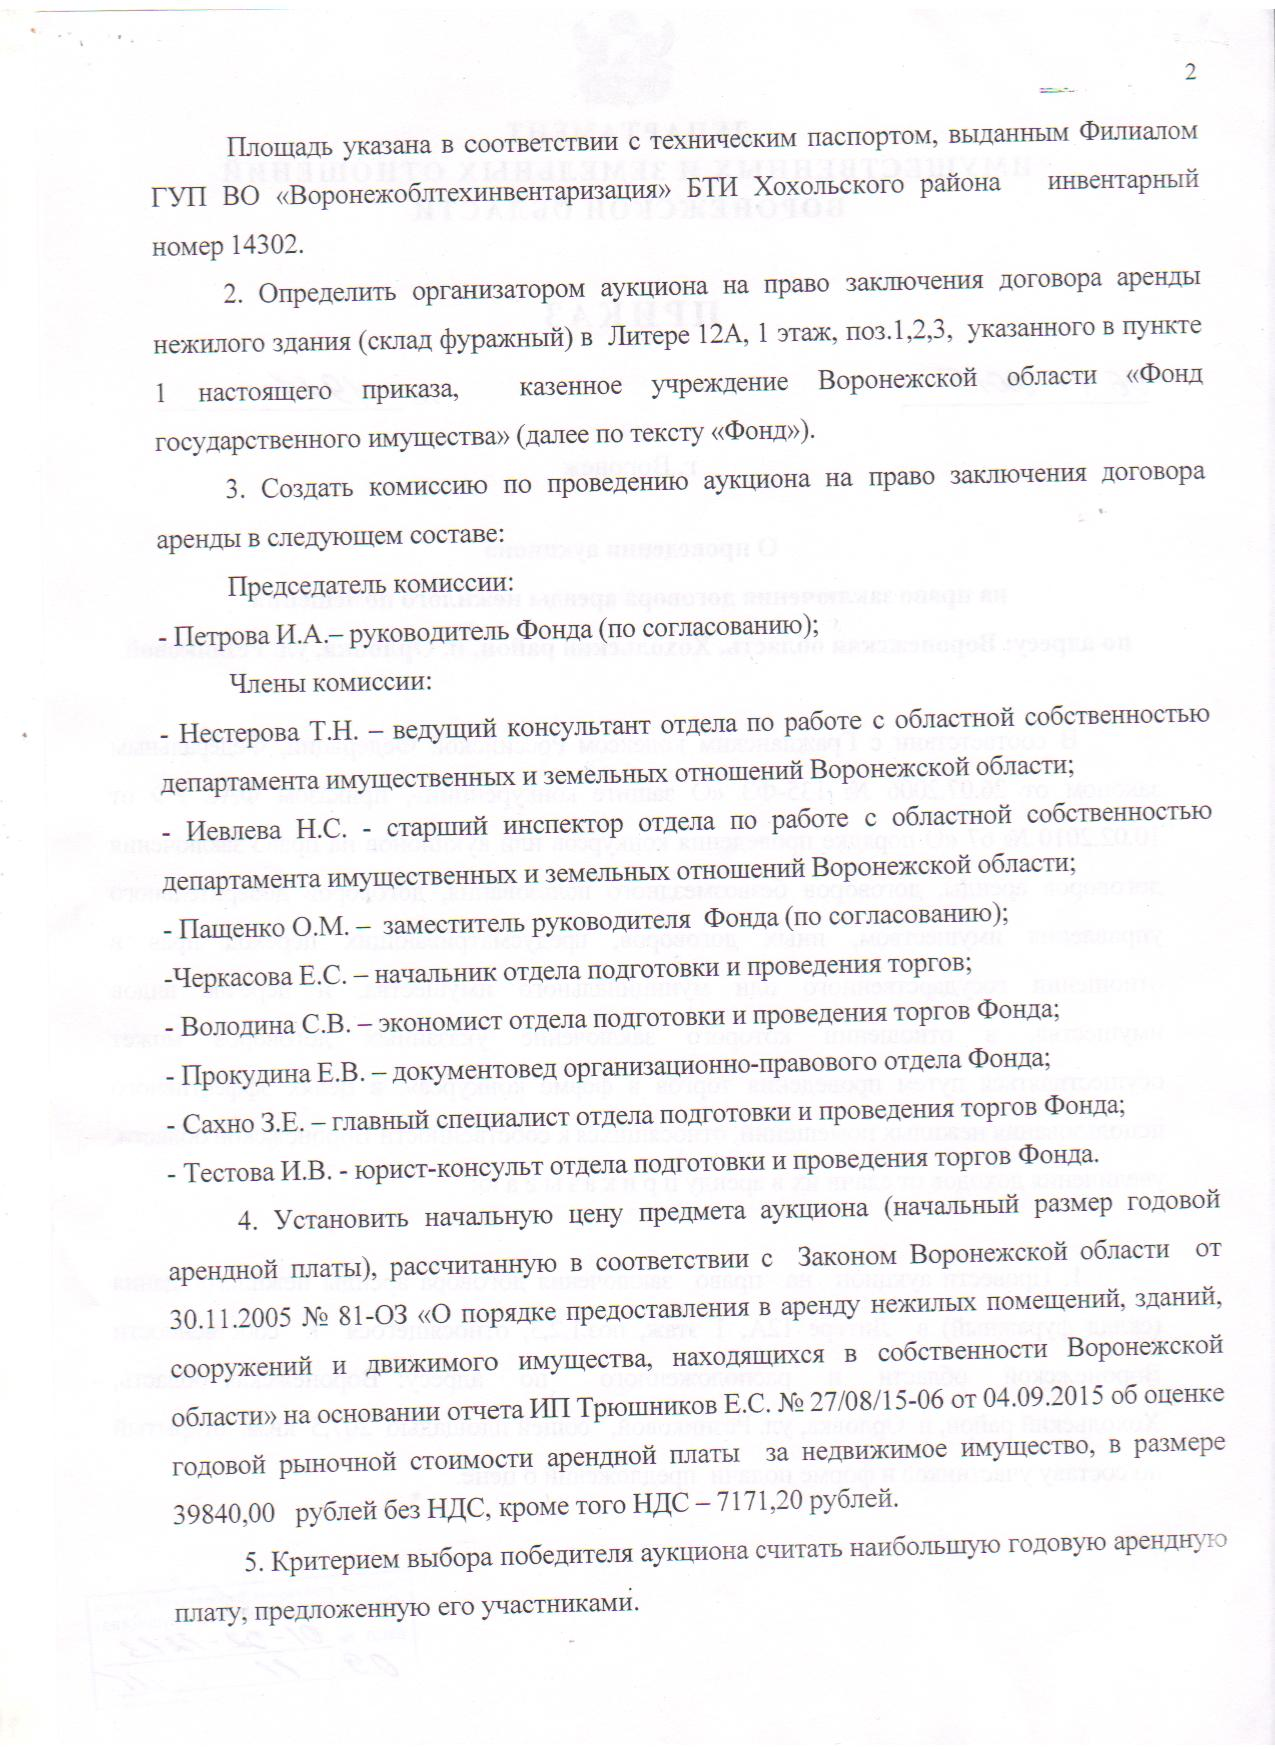 2
Площадь указана в соответствии с техническим паспортом, выданным Филиалом
ГУП ВО «Воронежоблтехинвентаризация» БТИ Хохольского района инвентарный
номер 14302.
2. Определить организатором аукциона на право заключения договора аренды
нежилого здания (склад фуражный) в Литере 12А, 1 этаж, поз.1,2,3, указанного в пункте
1 настоящего приказа, казенное учреждение Воронежской области «Фонд
государственного имущества» (далее по тексту «Фонд»).
3. Создать комиссию по проведению аукциона на право заключения договора
аренды в следующем составе:
Председатель комиссии:
- Петрова И.А.– руководитель Фонда (по согласованию);
Члены комиссии:
- Нестерова Т.Н. – ведущий консультант отдела по работе с областной собственностью
департамента имущественных и земельных отношений Воронежской области;
- Иевлева Н.С. - старший инспектор отдела по работе с областной собственностью
департамента имущественных и земельных отношений Воронежской области;
- Пащенко О.М. – заместитель руководителя Фонда (по согласованию);
-Черкасова Е.С. – начальник отдела подготовки и проведения торгов;
- Володина С.В. – экономист отдела подготовки и проведения торгов Фонда;
- Прокудина Е.В. – документовед организационно-правового отдела Фонда;
- Сахно З.Е. – главный специалист отдела подготовки и проведения торгов Фонда;
- Тестова И.В. - юрист-консульт отдела подготовки и проведения торгов Фонда.
4. Установить начальную цену предмета аукциона (начальный размер годовой
арендной платы), рассчитанную в соответствии с Законом Воронежской области от
30.11.2005 № 81-ОЗ «О порядке предоставления в аренду нежилых помещений, зданий,
сооружений и движимого имущества, находящихся в собственности Воронежской
области» на основании отчета ИП Трюшников Е.С. № 27/08/15-06 от 04.09.2015 об оценке
годовой рыночной стоимости арендной платы за недвижимое имущество, в размере
39840,00 рублей без НДС, кроме того НДС – 7171,20 рублей.
5. Критерием выбора победителя аукциона считать наибольшую годовую арендную
плату, предложенную его участниками.